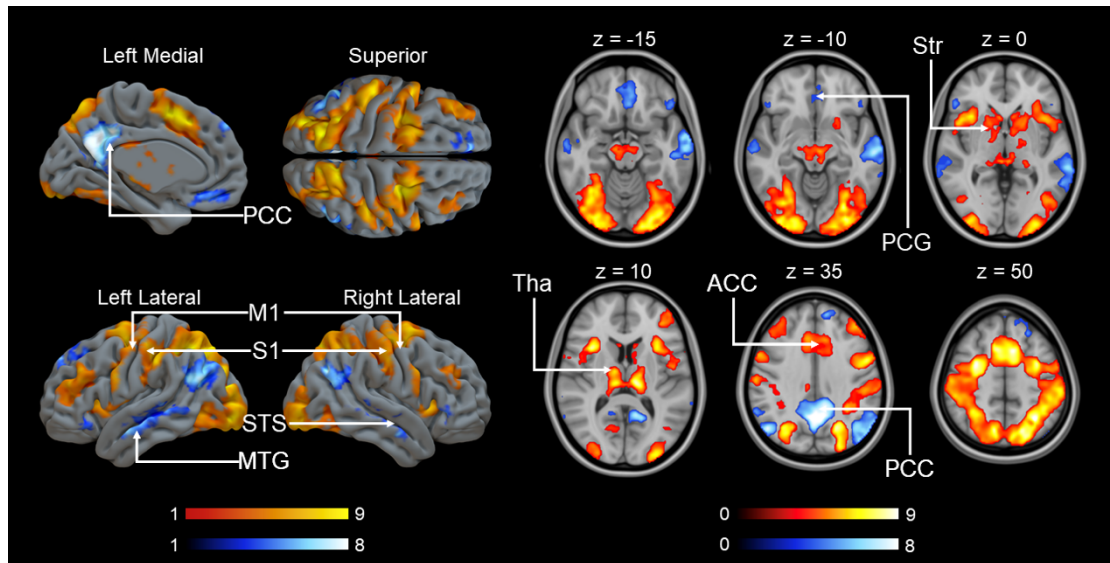 Left Medial
Superior
PCC
Left Lateral
Right Lateral
M1
S1
STS
MTG
1 9
1 8
z = -15
z = -10
z = 0
Str
PCG
z = 10
z = 35
z = 50
Tha
ACC
PCC
0 9
0 8